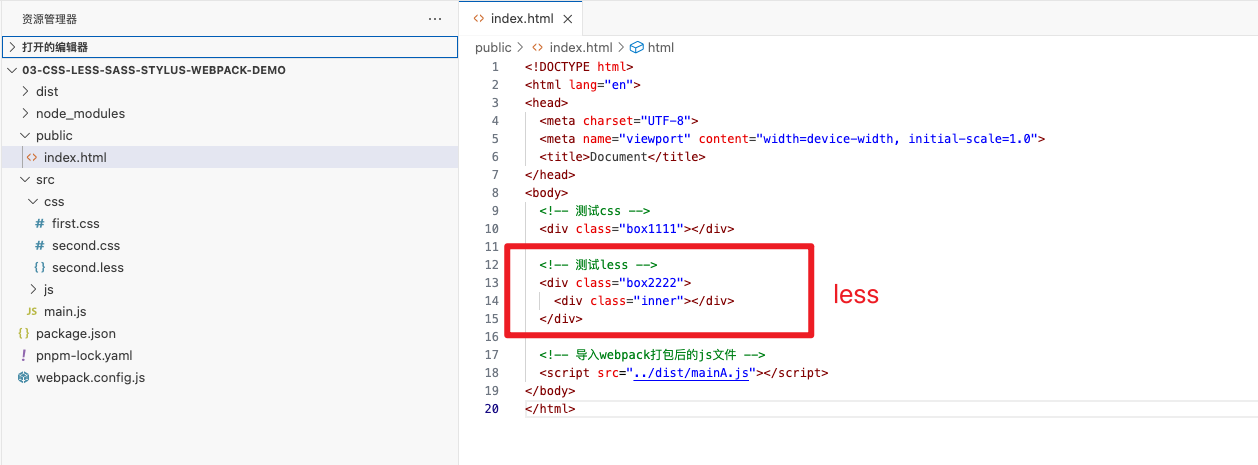 资源管理器
···
打开的编辑器
03-CSS-LESS-SASS-STYLUS-WEBPACK-DEMO
dist
node_modules
public
index.html
src
css
first.css
second.css
second.less
js
main.js
package.json
pnpm-lock.yaml
webpack.config.js
index.html
public > index.html > html
1 <!DOCTYPE html>
2 <html lang="en">
3 <head>
4 <meta charset="UTF-8">
5 <meta name="viewport" content="width=device-width, initial-scale=1.0">
6 <title>Document</title>
7 </head>
8 <body>
9 <!-- 测试css -->
10 <div class="box1111"></div>
11
12 <!-- 测试less -->
13 <div class="box2222">
14 <div class="inner"></div>
15 </div>
16
17 <!-- 导入webpack打包后的js文件 -->
18 <script src="../dist/mainA.js"></script>
19 </body>
20 </html>
less